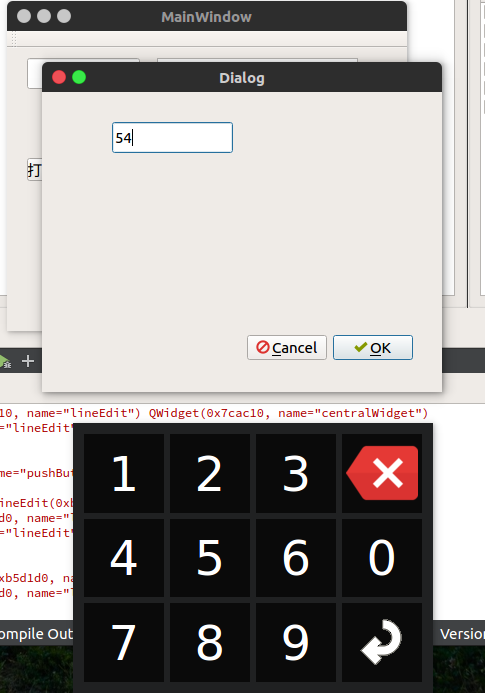 MainWindow
Dialog
54
打
Cancel
OK
10, name="lineEdit") QWidget(0x7cac10, name="centralWidget")
="lineEdit"
me="pushBut
ineEdit(0xb
d0, name="
="lineEdit"
xb5d1d0, na
d0, name="
1 2 3
4 5 6 0
7 8 9
ompile Out
Version